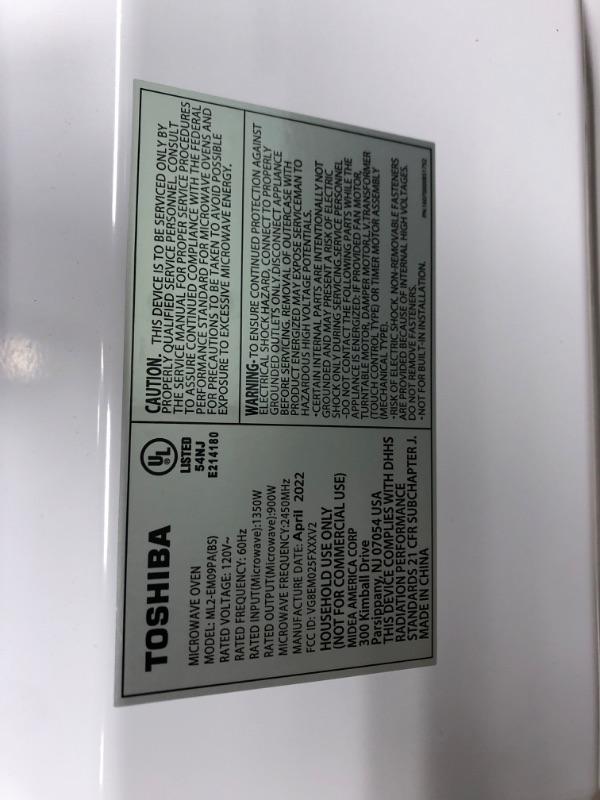 TOSHIBA
MICROWAVE OVEN
MODEL: ML2-EM09PA(BS)
RATED VOLTAGE: 120V~
RATED FREQUENCY: 60Hz
RATED INPUT(Microwave):1350W
RATED OUTPUT(Microwave):900W
MICROWAVE FREQUENCY:2450MHz
MANUFACTURE DATE: April 2022
FCC ID: VG8EM025FXXXV2
HOUSEHOLD USE ONLY
(NOT FOR COMMERCIAL USE)
MIDEA AMERICA CORP
300 Kimball Drive
Parsippany, NJ 07054 USA
THIS DEVICE COMPLIES WITH DHHS
RADIATION PERFORMANCE
STANDARDS 21 CFR SUBCHAPTER J.
MADE IN CHINA
UL
LISTED
54NJ
E214180
CAUTION. THIS DEVICE IS TO BE SERVICED ONLY BY
PROPERLY QUALIFIED SERVICE PERSONNEL. CONSULT
THE SERVICE MANUAL FOR PROPER SERVICE PROCEDURES
TO ASSURE CONTINUED COMPLIANCE WITH THE FEDERAL
PERFORMANCE STANDARD FOR MICROWAVE OVENS AND
FOR PRECAUTIONS TO BE TAKEN TO AVOID POSSIBLE
EXPOSURE TO EXCESSIVE MICROWAVE ENERGY.
WARNING- TO ENSURE CONTINUED PROTECTION AGAINST
ELECTRICAL SHOCK HAZARD, CONNECT TO PROPERLY
GROUNDED OUTLETS ONLY.DISCONNECT APPLIANCE
BEFORE SERVICING. REMOVAL OF OUTERCASE WITH
PRODUCT ENERGIZED MAY EXPOSE SERVICEMAN TO
HAZARDOUS HIGH VOLTAGE POTENTIALS.
•CERTAIN INTERNAL PARTS ARE INTENTIONALLY NOT
GROUNDED AND MAY PRESENT A RISK OF ELECTRIC
SHOCK ONLY DURING SERVICING.SERVICE PERSONNEL
-DO NOT CONTACT THE FOLLOWING PARTS WHILE THE
APPLIANCE IS ENERGIZED: IF PROVIDED FAN MOTOR,
TURNTABLE MOTOR, DAMPER MOTOR,L.V.TRANSFORMER
(TOUCH CONTROL TYPE) OR TIMER MOTOR ASSEMBLY
(MECHANICAL TYPE).
•RISK OF ELECTRIC SHOCK. NON-REMOVABLE FASTENERS
ARE PROVIDED BECAUSE OF INTERNAL HIGH VOLTAGES.
DO NOT REMOVE FASTENERS.
•NOT FOR BUILT-IN INSTALLATION.